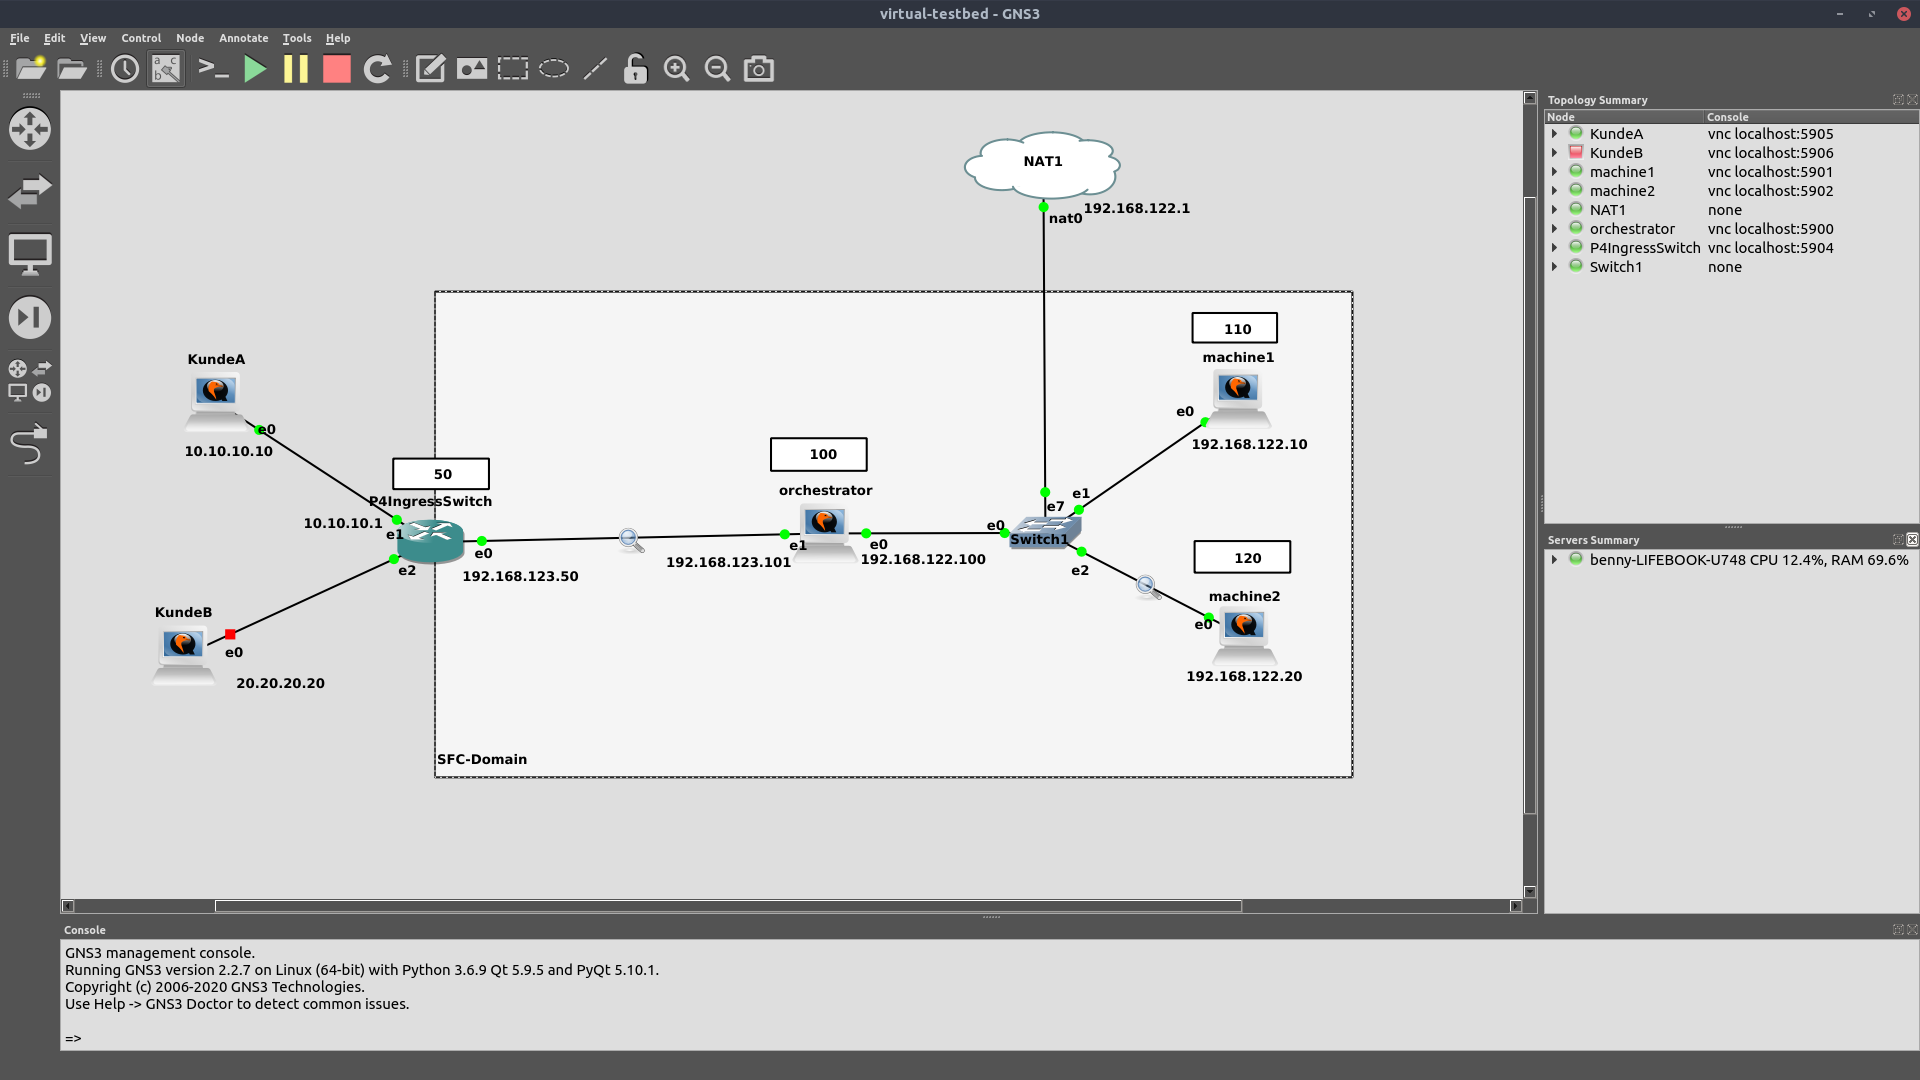 virtual-testbed - GNS3
File Edit View Control Node Annotate Tools Help
NAT1
nat0
192.168.122.1
110
machine1
e0
192.168.122.10
KundeA
e0
10.10.10.10
50
P4IngressSwitch
10.10.10.1
e1
e0
e2
192.168.123.50
100
orchestrator
e1
192.168.123.101
e0
192.168.122.100
e0
e7
e1
Switch1
e2
120
machine2
e0
192.168.122.20
KundeB
e0
20.20.20.20
SFC-Domain
Topology Summary
Node Console
KundeA vnc localhost:5905
KundeB vnc localhost:5906
machine1 vnc localhost:5901
machine2 vnc localhost:5902
NAT1 none
orchestrator vnc localhost:5900
P4IngressSwitch vnc localhost:5904
Switch1 none
Servers Summary
benny-LIFEBOOK-U748 CPU 12.4%, RAM 69.6%
Console
GNS3 management console.
Running GNS3 version 2.2.7 on Linux (64-bit) with Python 3.6.9 Qt 5.9.5 and PyQt 5.10.1.
Copyright (c) 2006-2020 GNS3 Technologies.
Use Help -> GNS3 Doctor to detect common issues.
=>